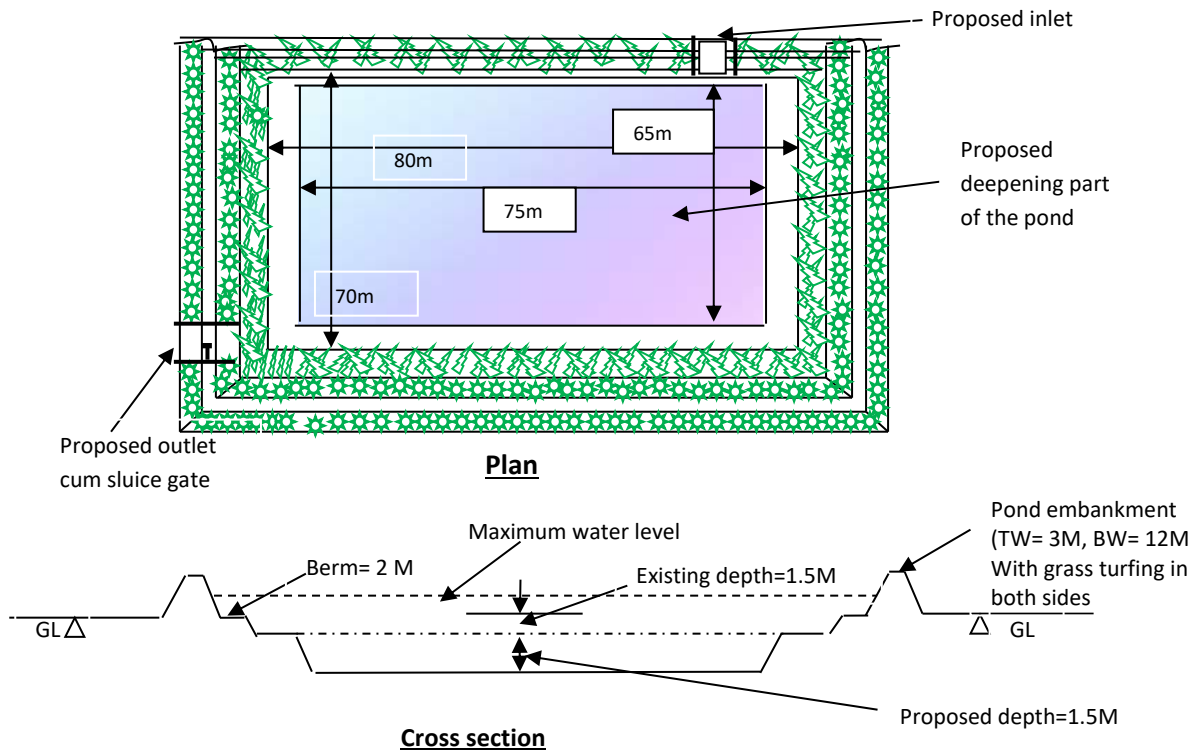 Proposed inlet
65m
80m
Proposed
deepening part
of the pond
75m
70m
Proposed outlet
cum sluice gate
Plan
Pond embankment
(TW= 3M, BW= 12M
With grass turfing in
both sides
Maximum water level
Berm= 2 M
Existing depth=1.5M
GL
GL
Proposed depth=1.5M
Cross section